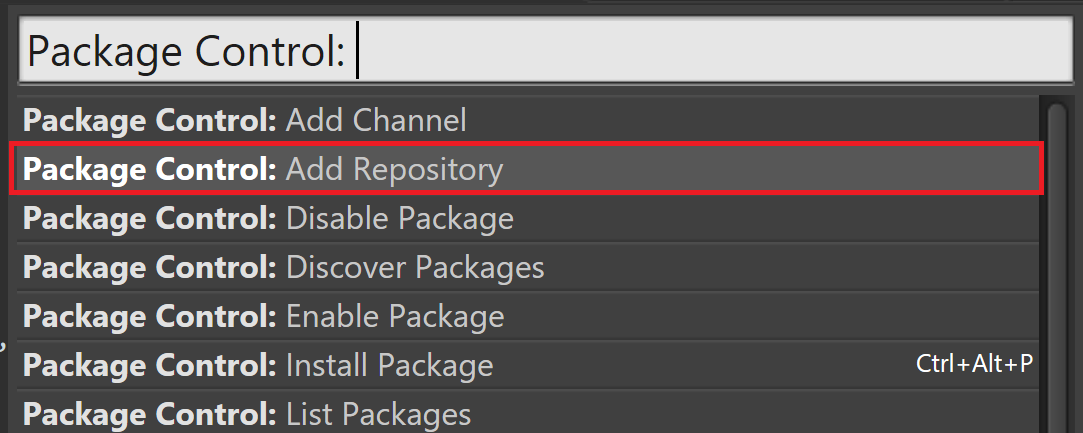 Package Control:
Package Control: Add Channel
Package Control: Add Repository
Package Control: Disable Package
Package Control: Discover Packages
Package Control: Enable Package
Package Control: Install Package Ctrl+Alt+P
Package Control: List Packages